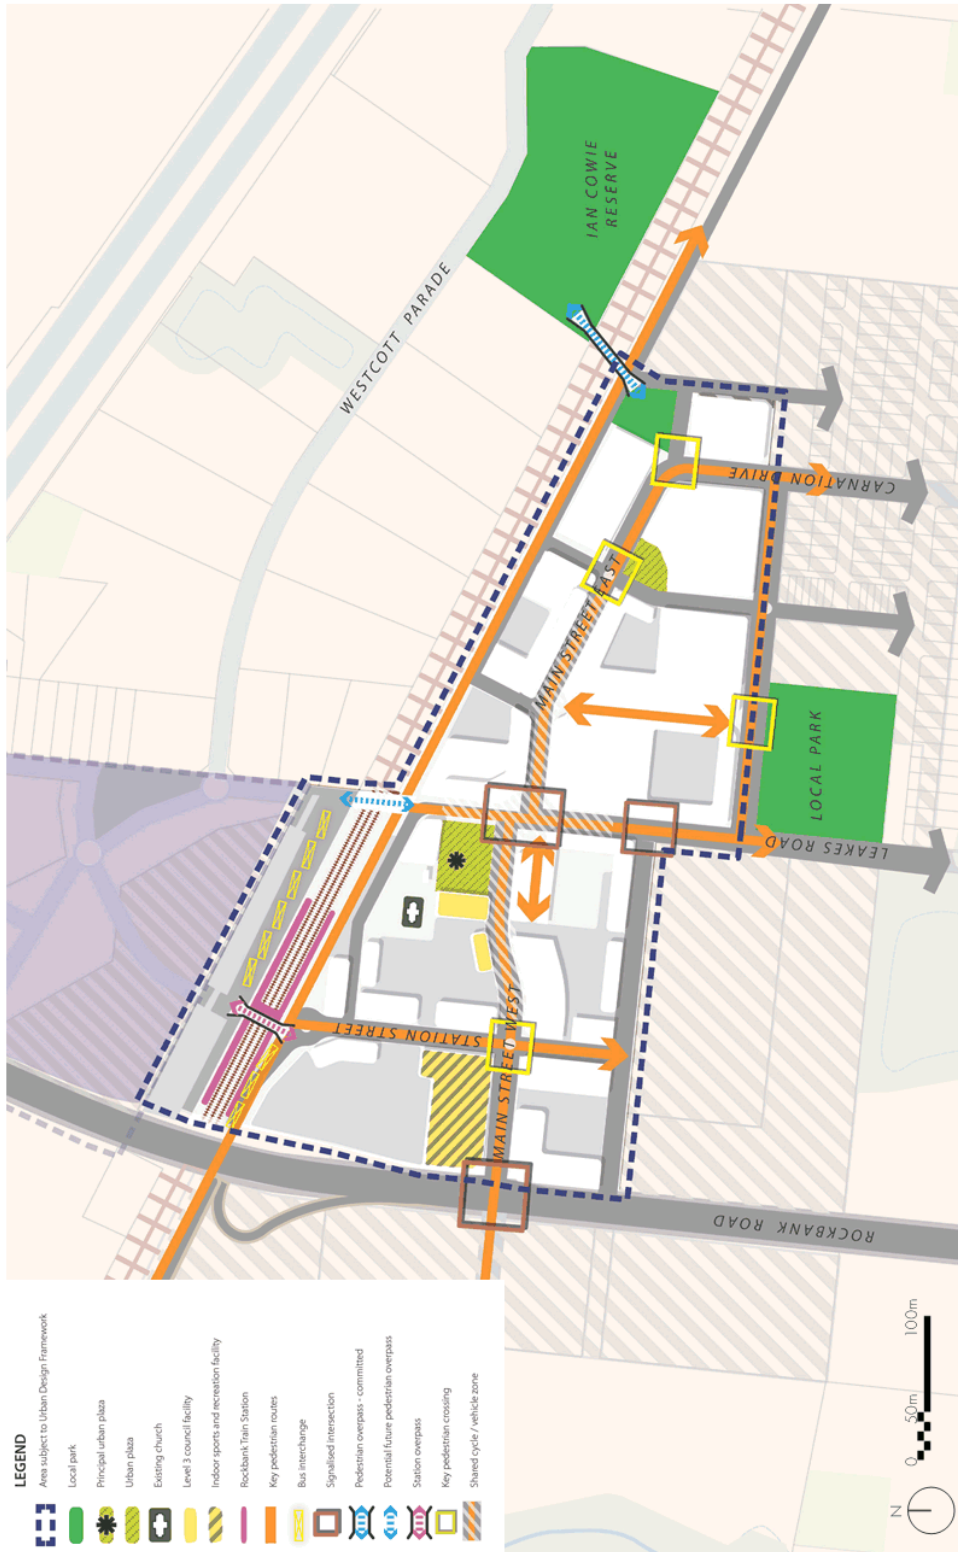 LEGEND
Area subject to Urban Design Framework
Local park
Principal urban plaza
Urban plaza
Existing church
Level 3 council facility
Indoor sports and recreation facility
Rockbank Train Station
Key pedestrian routes
Bus interchange
Signalised intersection
Pedestrian overpass - committed
Potential future pedestrian overpass
Station overpass
Key pedestrian crossing
Shared cycle / vehicle zone
N
0 50m 100m
ROCKBANK ROAD
MAIN STREET WEST
STATION STREET
MAIN STREET EAST
LEAKES ROAD
LOCAL PARK
CARNATION DRIVE
WESTCOTT PARADE
IAN COWIE
RESERVE